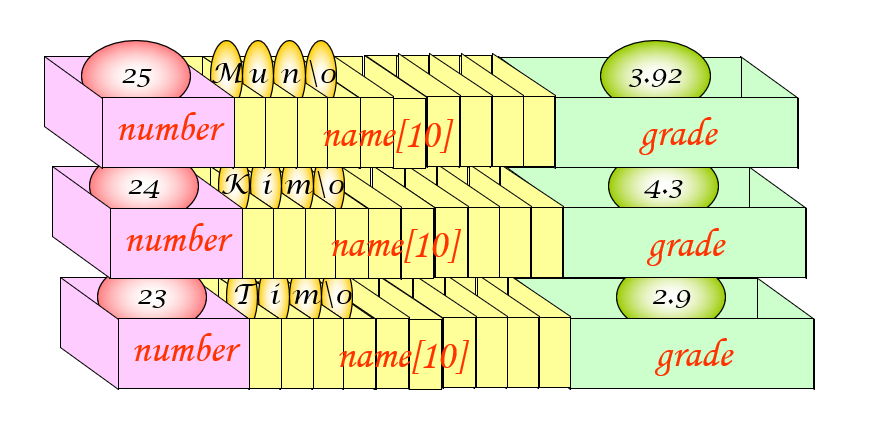 25 M u n \o 3.92
number name[10] grade
24 K i m \o 4.3
number name[10] grade
23 T i m \o 2.9
number name[10] grade